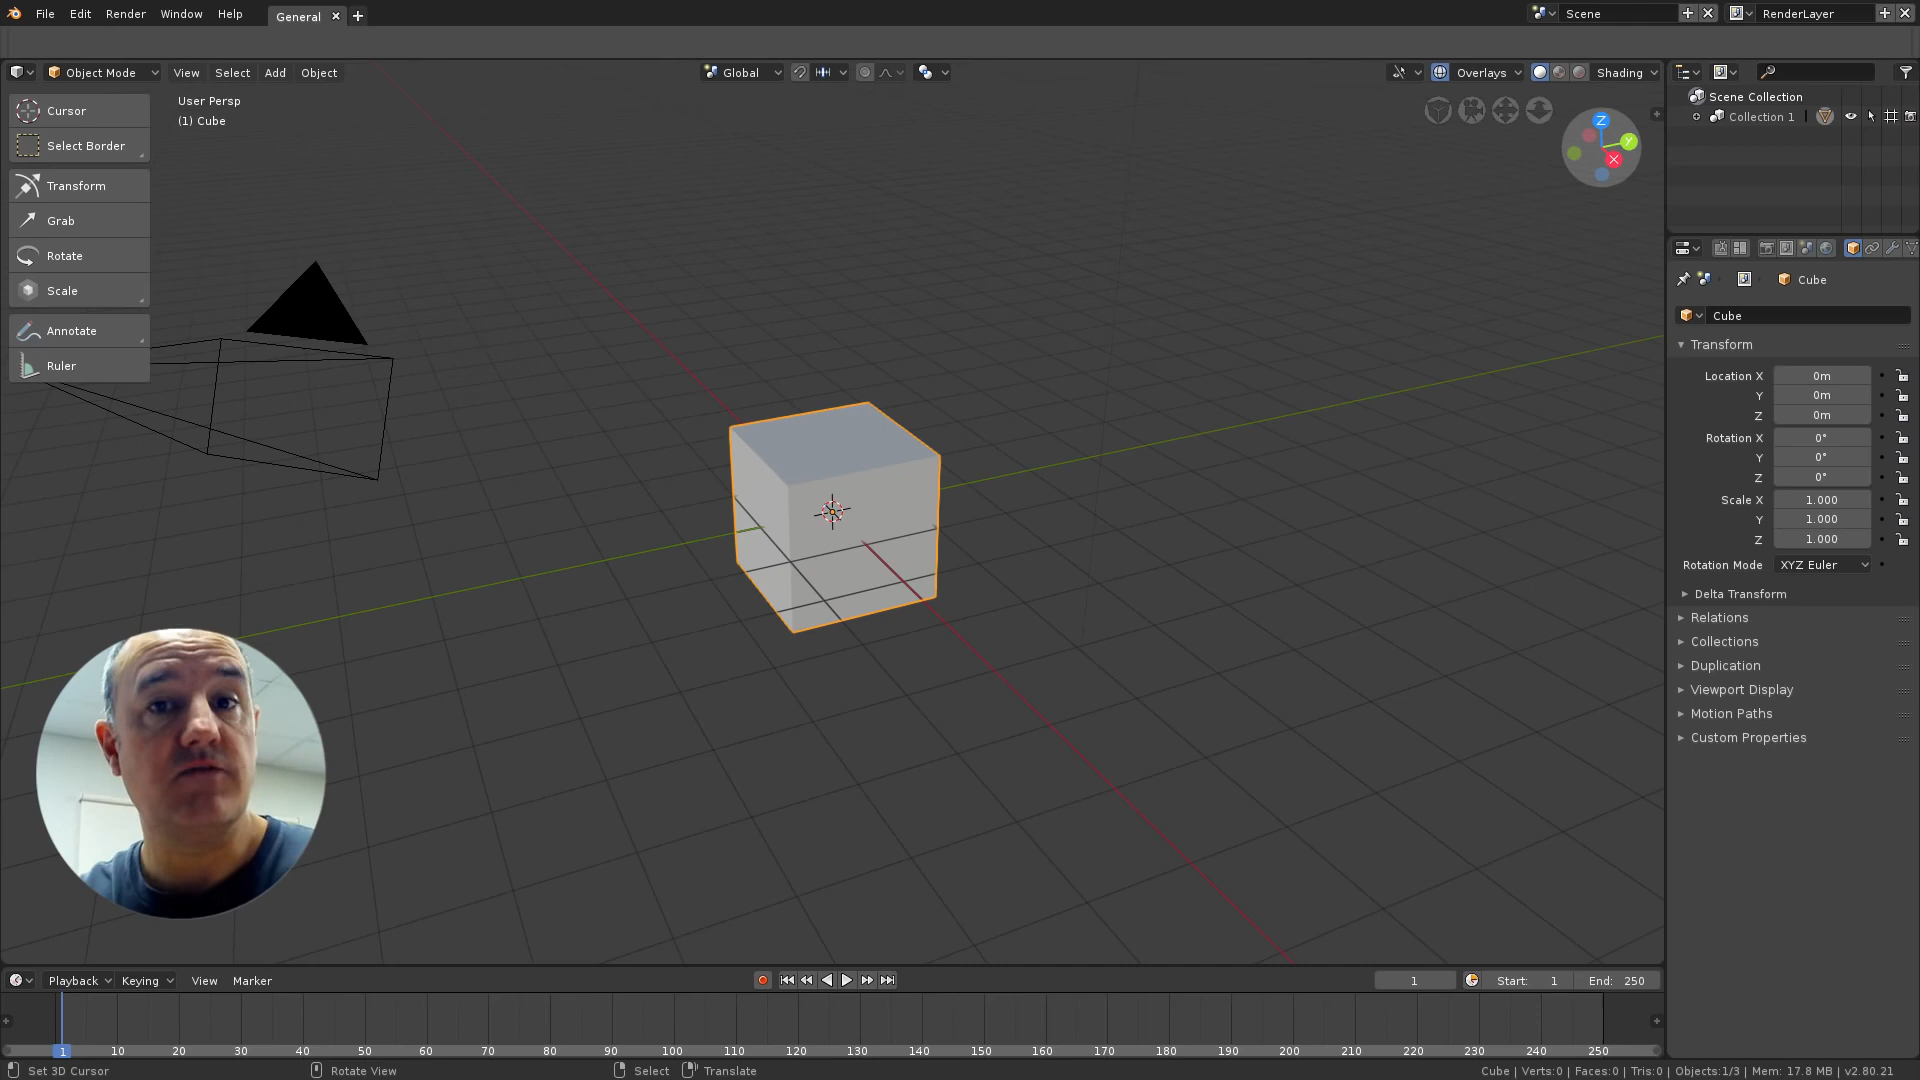 File Edit Render Window Help General Scene RenderLayer
Object Mode View Select Add Object Global Overlays Shading
User Persp
(1) Cube
Cursor
Select Border
Transform
Grab
Rotate
Scale
Annotate
Ruler
Z
Y
X
Scene Collection
Collection 1
Cube
Cube
Transform
Location X 0m
Y 0m
Z 0m
Rotation X 0°
Y 0°
Z 0°
Scale X 1.000
Y 1.000
Z 1.000
Rotation Mode XYZ Euler
Delta Transform
Relations
Collections
Duplication
Viewport Display
Motion Paths
Custom Properties
Playback Keying View Marker 1 Start: 1 End: 250
1 10 20 30 40 50 60 70 80 90 100 110 120 130 140 150 160 170 180 190 200 210 220 230 240 250
Set 3D Cursor Rotate View Select Translate Cube | Verts:0 | Faces:0 | Tris:0 | Objects:1/3 | Mem: 17.8 MB | v2.80.21